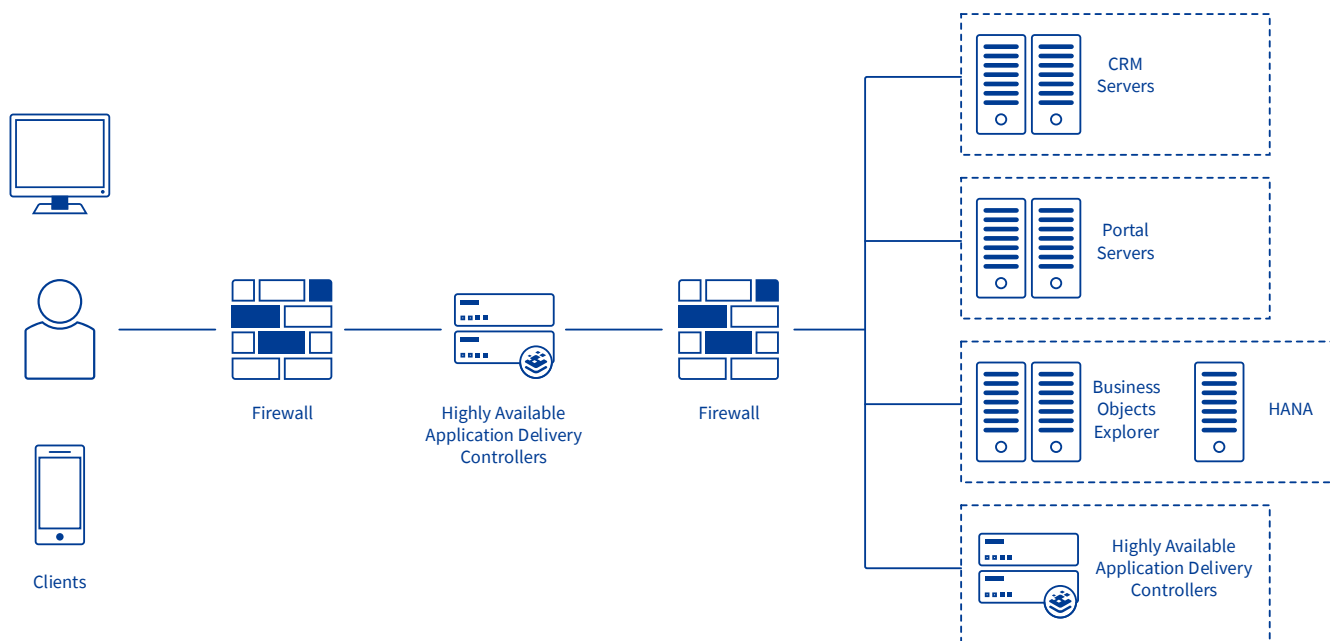 CRM
Servers
Portal
Servers
Business
Objects
Explorer
HANA
Firewall
Highly Available
Application Delivery
Controllers
Firewall
Highly Available
Application Delivery
Controllers
Clients